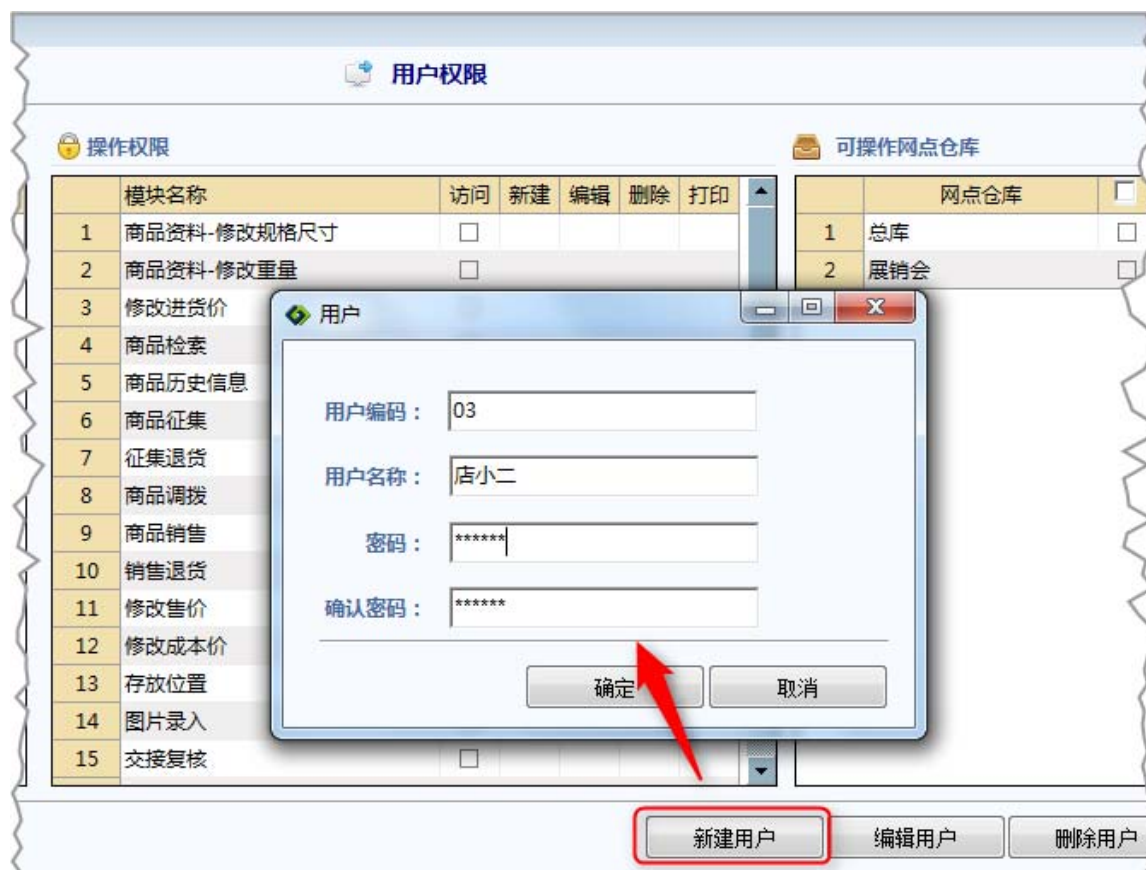 用户权限
操作权限
可操作网点仓库
模块名称 访问 新建 编辑 删除 打印
网点仓库
1 商品资料-修改规格尺寸
1 总库
2 商品资料-修改重量
2 展销会
3 修改进货价
4 商品检索
5 商品历史信息
6 商品征集
7 征集退货
8 商品调拨
9 商品销售
10 销售退货
11 修改售价
12 修改成本价
13 存放位置
14 图片录入
15 交接复核
用户
用户编码： 03
用户名称： 店小二
密码： ******
确认密码： ******
确定 取消
新建用户 编辑用户 删除用户